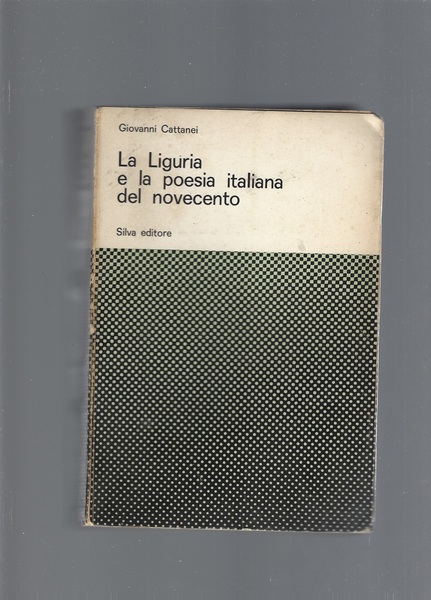 Giovanni Cattanei
La Liguria
e la poesia italiana
del novecento
Silva editore